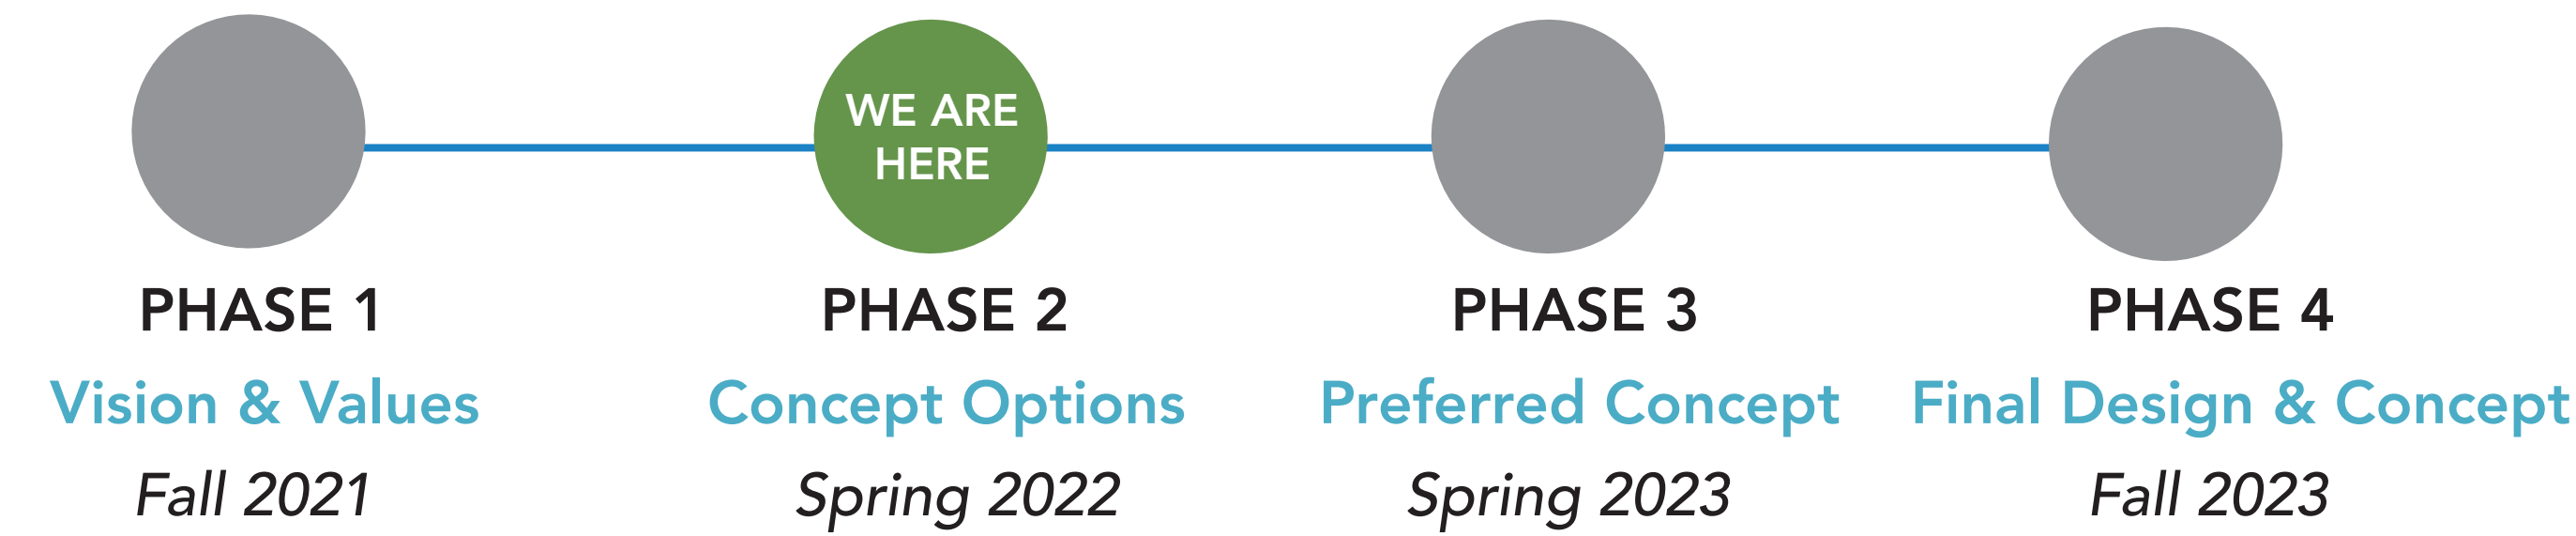 WE ARE
HERE
PHASE 1
Vision & Values
Fall 2021
PHASE 2
Concept Options
Spring 2022
PHASE 3
Preferred Concept
Spring 2023
PHASE 4
Final Design & Concept
Fall 2023